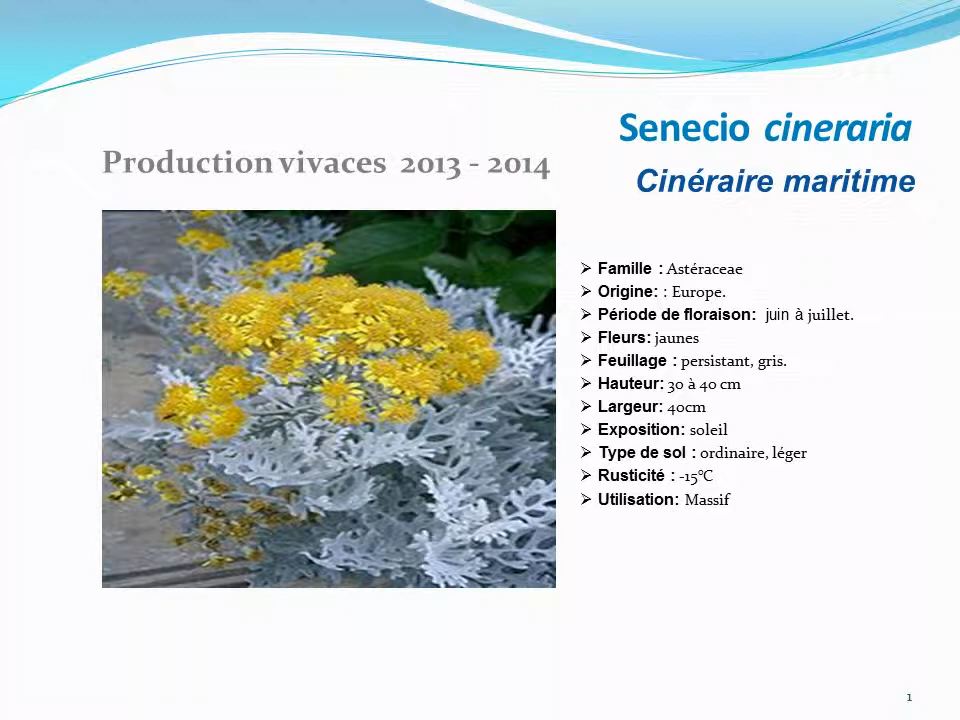 Senecio cineraria
Production vivaces 2013 - 2014
Cinéraire maritime
➢ Famille : Astéraceae
➢ Origine: : Europe.
➢ Période de floraison: juin à juillet.
➢ Fleurs: jaunes
➢ Feuillage : persistant, gris.
➢ Hauteur: 30 à 40 cm
➢ Largeur: 40cm
➢ Exposition: soleil
➢ Type de sol : ordinaire, léger
➢ Rusticité : -15°C
➢ Utilisation: Massif
1